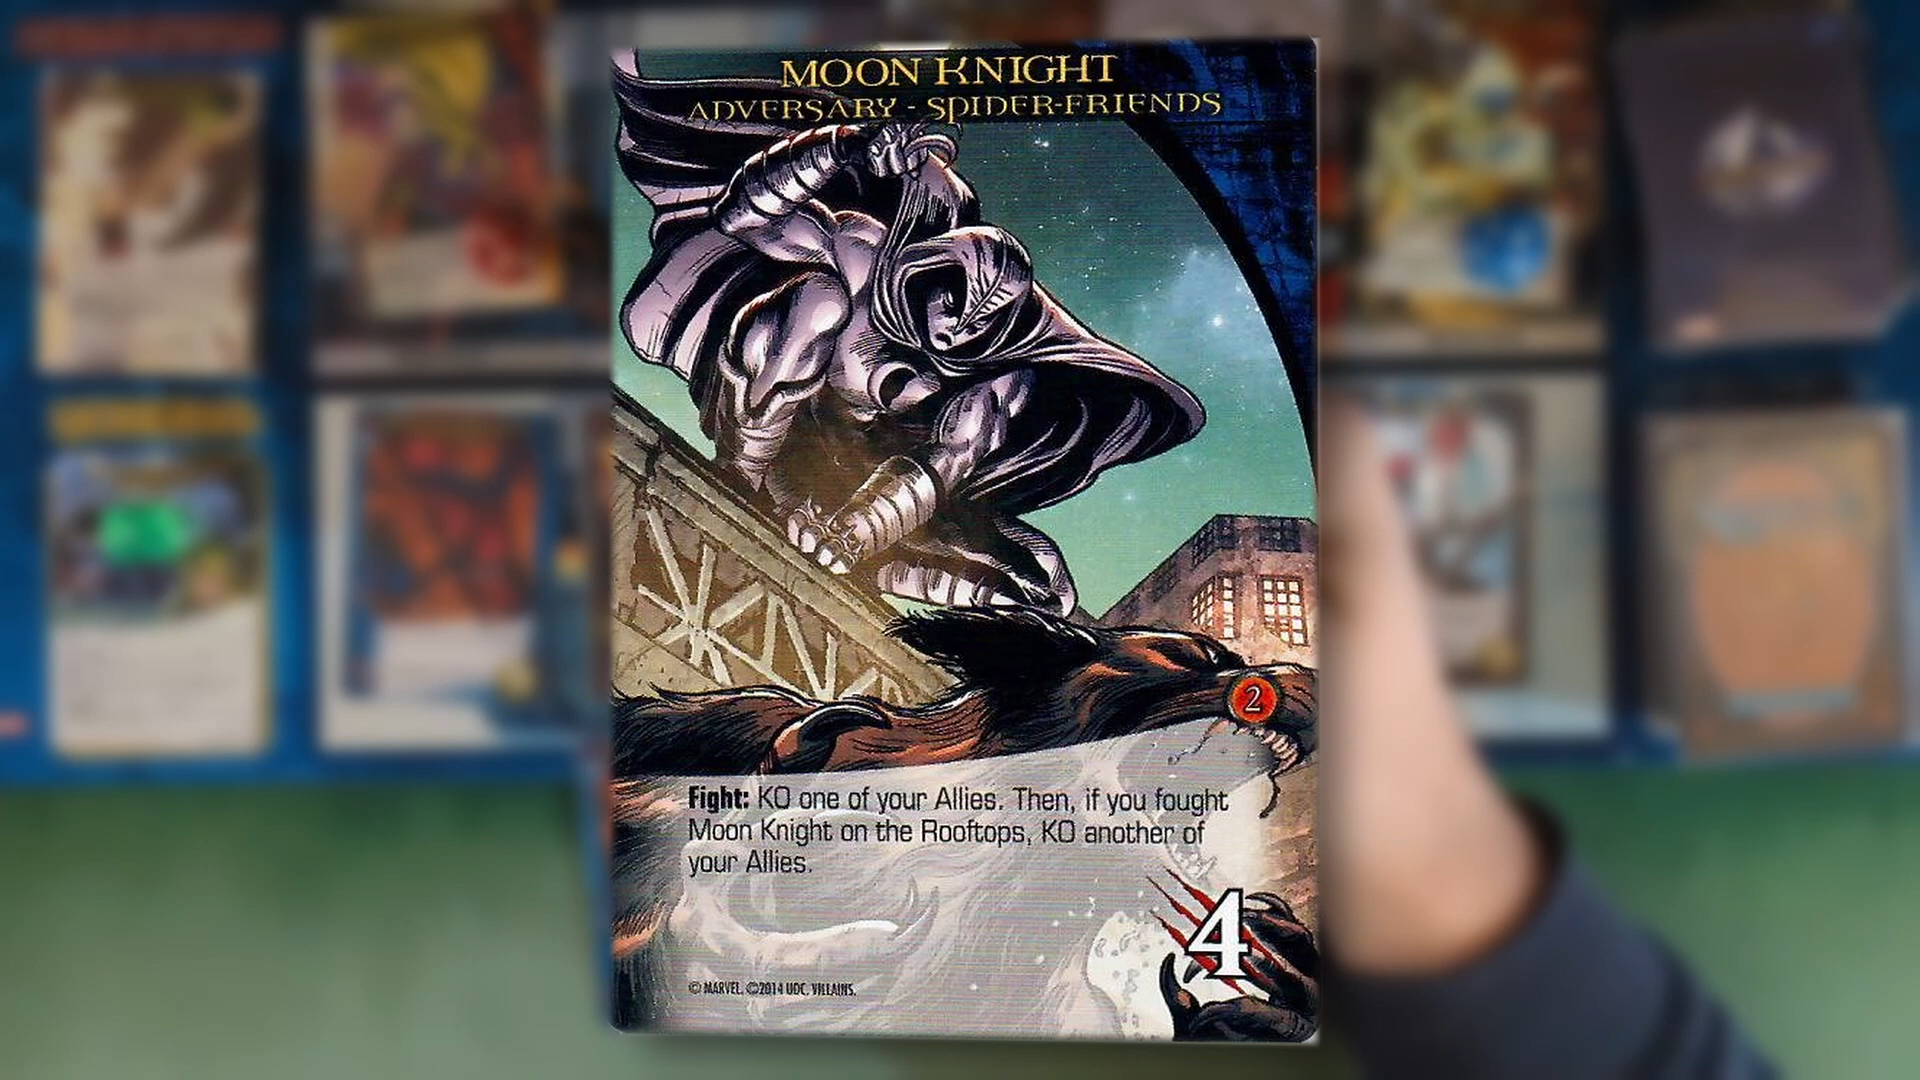 MOON KNIGHT
ADVERSARY - SPIDER-FRIENDS
2
Fight: KO one of your Allies. Then, if you fought
Moon Knight on the Rooftops, KO another of
your Allies.
4
© MARVEL. ©2014 UDC. VILLAINS.